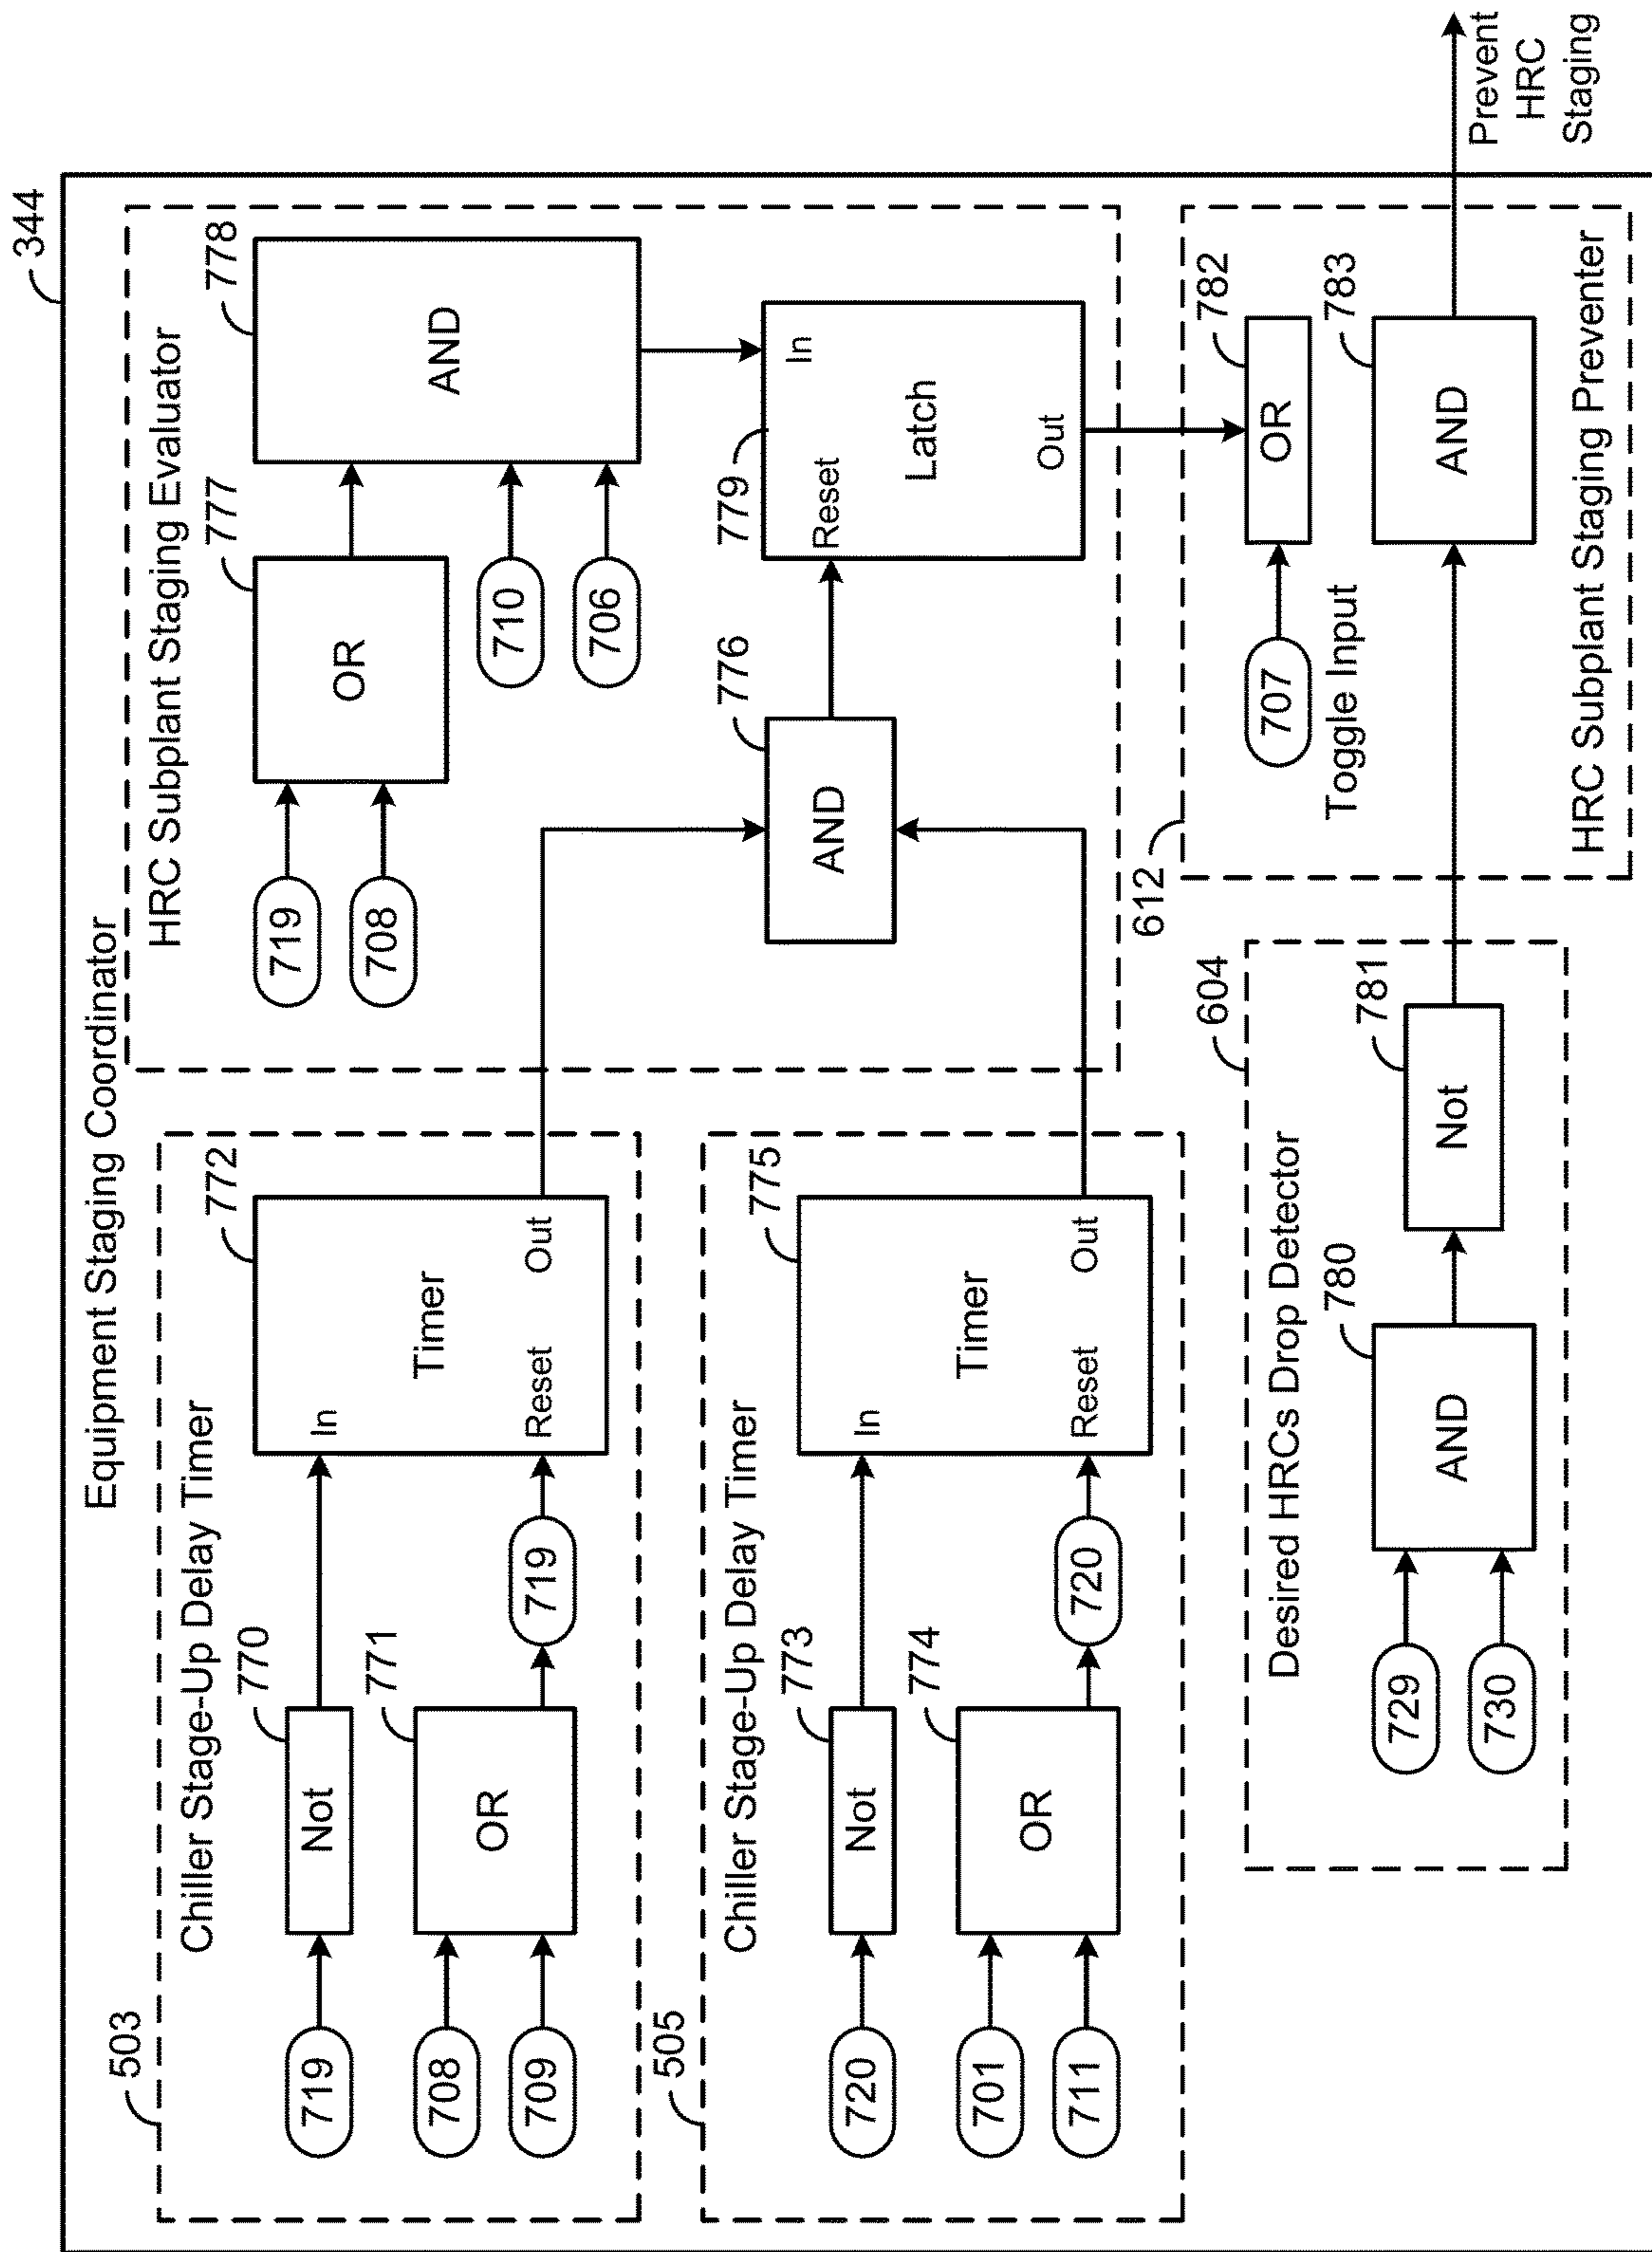 344
Equipment Staging Coordinator
503
Chiller Stage-Up Delay Timer
719
770
Not
708
709
771
OR
719
772
In
Timer
Reset
Out
505
Chiller Stage-Up Delay Timer
720
773
Not
701
711
774
OR
720
775
In
Timer
Reset
Out
HRC Subplant Staging Evaluator
719
708
777
OR
710
706
778
AND
776
AND
779
Reset
In
Latch
Out
604
Desired HRCs Drop Detector
729
730
780
AND
781
Not
612
707
Toggle Input
782
OR
783
AND
HRC Subplant Staging Preventer
Prevent
HRC
Staging